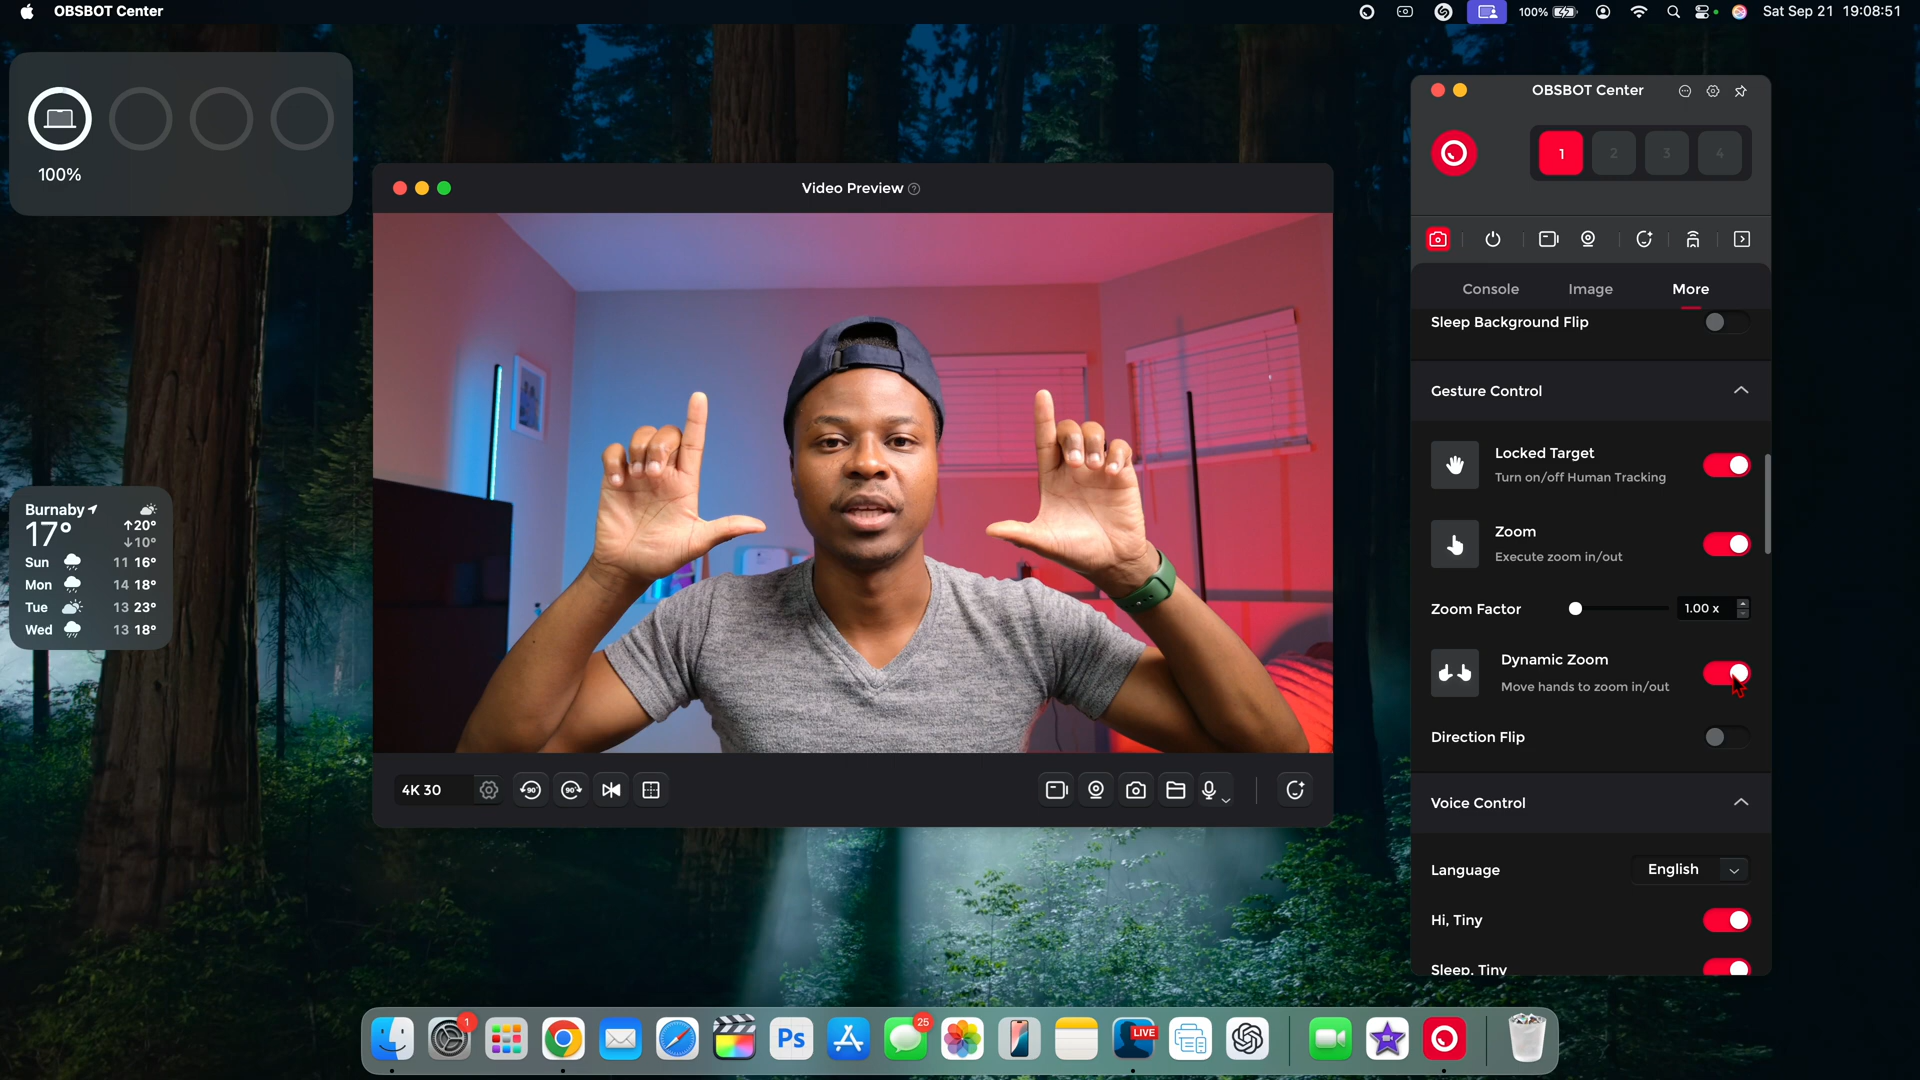 OBSBOT Center
100%
Sat Sep 21 19:08:51
100%
Video Preview
Burnaby
17°
↑20°
↓10°
Sun 11 16°
Mon 14 18°
Tue 13 23°
Wed 13 18°
4K 30
90
90
OBSBOT Center
1 2 3 4
Console Image More
Sleep Background Flip
Gesture Control
Locked Target
Turn on/off Human Tracking
Zoom
Execute zoom in/out
Zoom Factor 1.00 x
Dynamic Zoom
Move hands to zoom in/out
Direction Flip
Voice Control
Language English
Hi, Tiny
Sleep, Tiny
1
Ps
25
LIVE